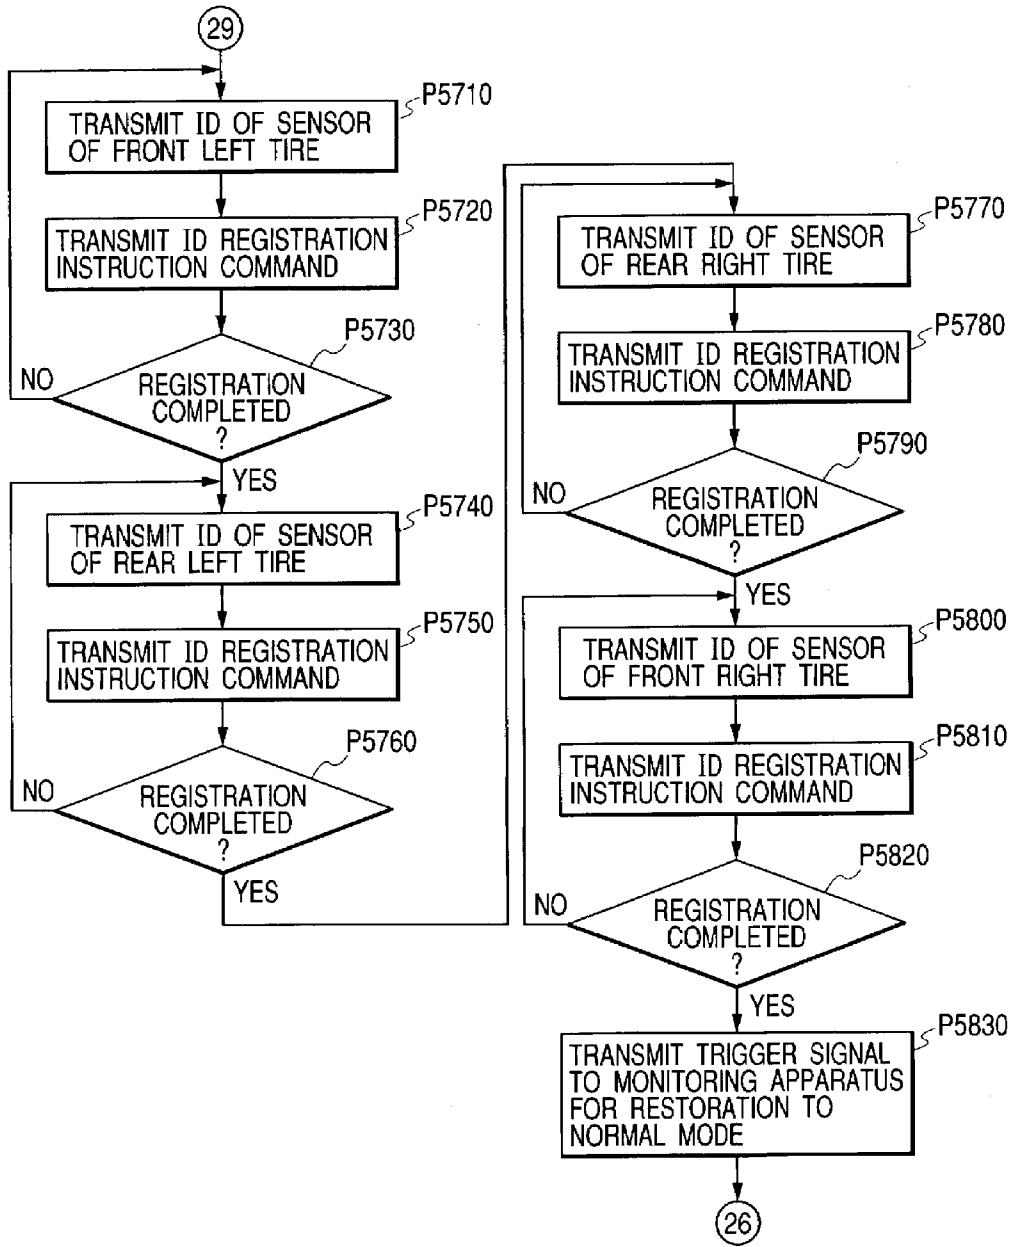 29
P5710
TRANSMIT ID OF SENSOR
OF FRONT LEFT TIRE
P5720
TRANSMIT ID REGISTRATION
INSTRUCTION COMMAND
P5730
REGISTRATION
COMPLETED
?
NO
YES
P5740
TRANSMIT ID OF SENSOR
OF REAR LEFT TIRE
P5750
TRANSMIT ID REGISTRATION
INSTRUCTION COMMAND
P5760
REGISTRATION
COMPLETED
?
NO
YES
P5770
TRANSMIT ID OF SENSOR
OF REAR RIGHT TIRE
P5780
TRANSMIT ID REGISTRATION
INSTRUCTION COMMAND
P5790
REGISTRATION
COMPLETED
?
NO
YES
P5800
TRANSMIT ID OF SENSOR
OF FRONT RIGHT TIRE
P5810
TRANSMIT ID REGISTRATION
INSTRUCTION COMMAND
P5820
REGISTRATION
COMPLETED
?
NO
YES
P5830
TRANSMIT TRIGGER SIGNAL
TO MONITORING APPARATUS
FOR RESTORATION TO
NORMAL MODE
26